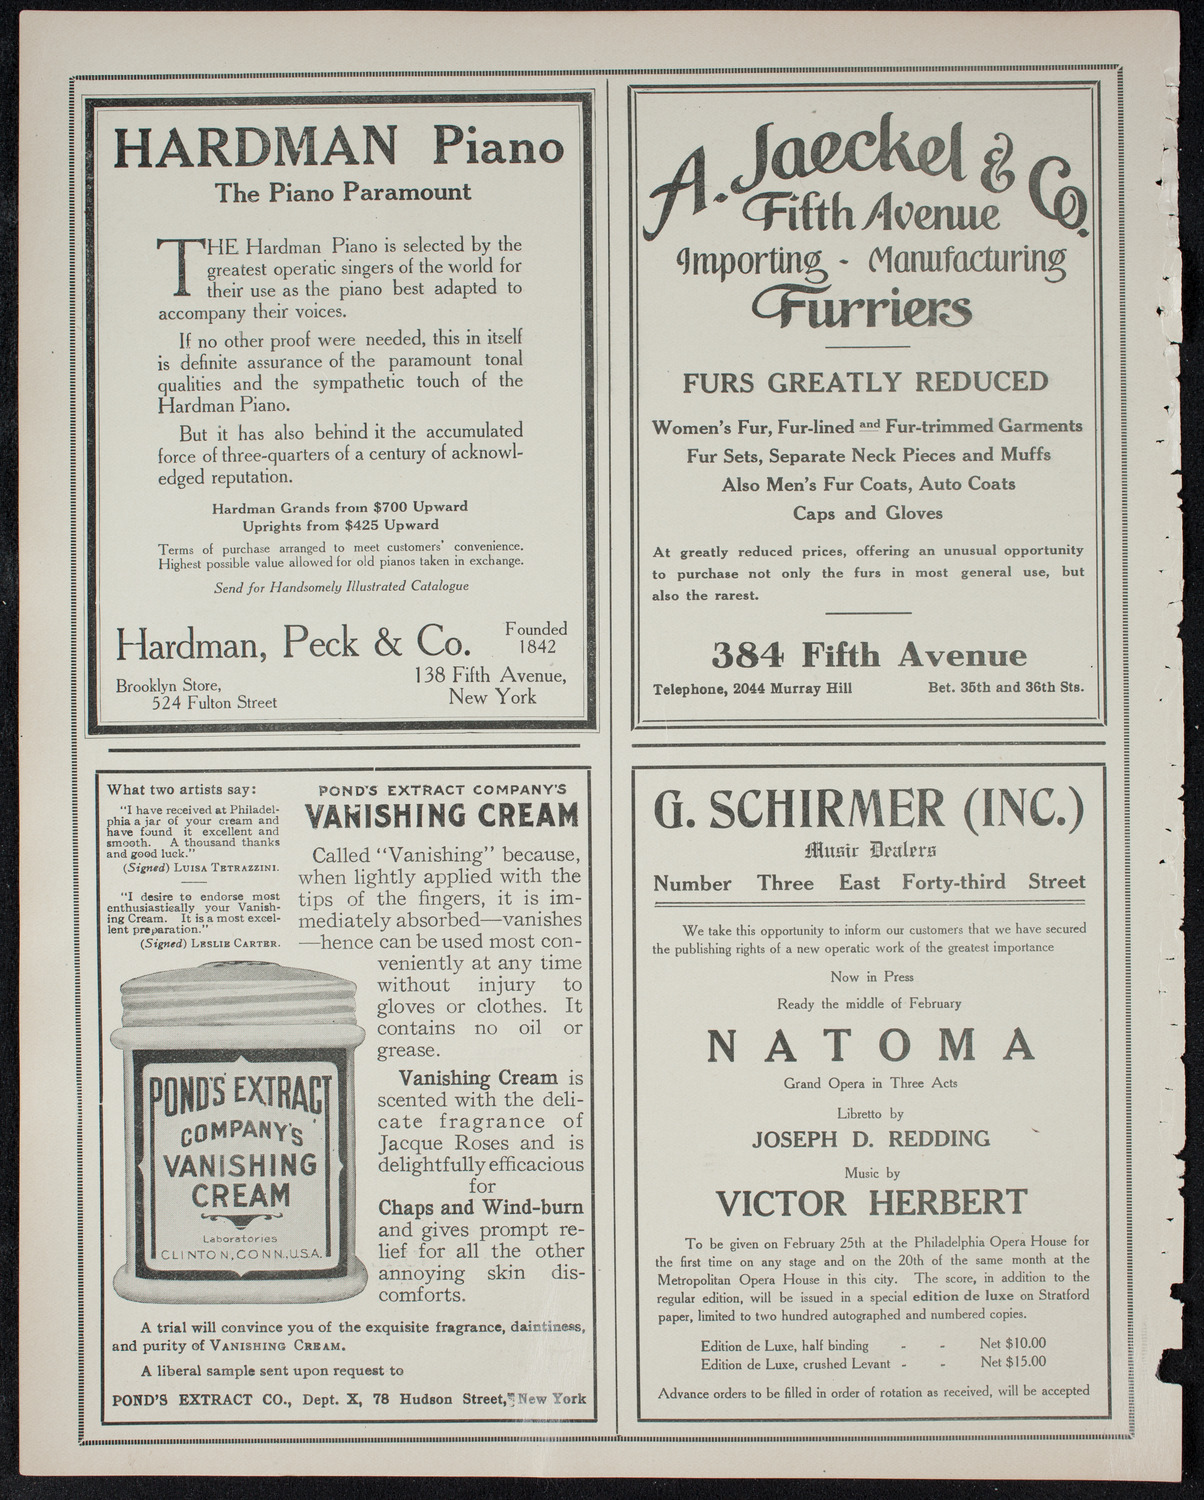 HARDMAN Piano
The Piano Paramount
THE Hardman Piano is selected by the
greatest operatic singers of the world for
their use as the piano best adapted to
accompany their voices.
If no other proof were needed, this in itself
is definite assurance of the paramount tonal
qualities and the sympathetic touch of the
Hardman Piano.
But it has also behind it the accumulated
force of three-quarters of a century of acknowl-
edged reputation.
Hardman Grands from $700 Upward
Uprights from $425 Upward
Terms of purchase arranged to meet customers' convenience.
Highest possible value allowed for old pianos taken in exchange.
Send for Handsomely Illustrated Catalogue
Hardman, Peck & Co.
Founded
1842
Brooklyn Store,
524 Fulton Street
138 Fifth Avenue,
New York
A. Jaeckel & Co.
Fifth Avenue
Importing - Manufacturing
Furriers
FURS GREATLY REDUCED
Women's Fur, Fur-lined and Fur-trimmed Garments
Fur Sets, Separate Neck Pieces and Muffs
Also Men's Fur Coats, Auto Coats
Caps and Gloves
At greatly reduced prices, offering an unusual opportunity
to purchase not only the furs in most general use, but
also the rarest.
384 Fifth Avenue
Telephone, 2044 Murray Hill Bet. 35th and 36th Sts.
What two artists say:
"I have received at Philadel-
phia a jar of your cream and
have found it excellent and
smooth. A thousand thanks
and good luck."
(Signed) LUISA TETRAZZINI.
"I desire to endorse most
enthusiastically your Vanish-
ing Cream. It is a most excel-
lent preparation."
(Signed) LESLIE CARTER.
POND'S EXTRACT COMPANY'S
VANISHING CREAM
Called "Vanishing" because,
when lightly applied with the
tips of the fingers, it is im-
mediately absorbed—vanishes
—hence can be used most con-
veniently at any time
without injury to
gloves or clothes. It
contains no oil or
grease.
Vanishing Cream is
scented with the deli-
cate fragrance of
Jacque Roses and is
delightfully efficacious
for
Chaps and Wind-burn
and gives prompt re-
lief for all the other
annoying skin dis-
comforts.
POND'S EXTRACT
COMPANY'S
VANISHING
CREAM
Laboratories
CLINTON, CONN., U.S.A.
A trial will convince you of the exquisite fragrance, daintiness,
and purity of VANISHING CREAM.
A liberal sample sent upon request to
POND'S EXTRACT CO., Dept. X, 78 Hudson Street, New York
G. SCHIRMER (INC.)
Music Dealers
Number Three East Forty-third Street
We take this opportunity to inform our customers that we have secured
the publishing rights of a new operatic work of the greatest importance
Now in Press
Ready the middle of February
NATOMA
Grand Opera in Three Acts
Libretto by
JOSEPH D. REDDING
Music by
VICTOR HERBERT
To be given on February 25th at the Philadelphia Opera House for
the first time on any stage and on the 20th of the same month at the
Metropolitan Opera House in this city. The score, in addition to the
regular edition, will be issued in a special edition de luxe on Stratford
paper, limited to two hundred autographed and numbered copies.
Edition de Luxe, half binding - - Net $10.00
Edition de Luxe, crushed Levant - - Net $15.00
Advance orders to be filled in order of rotation as received, will be accepted